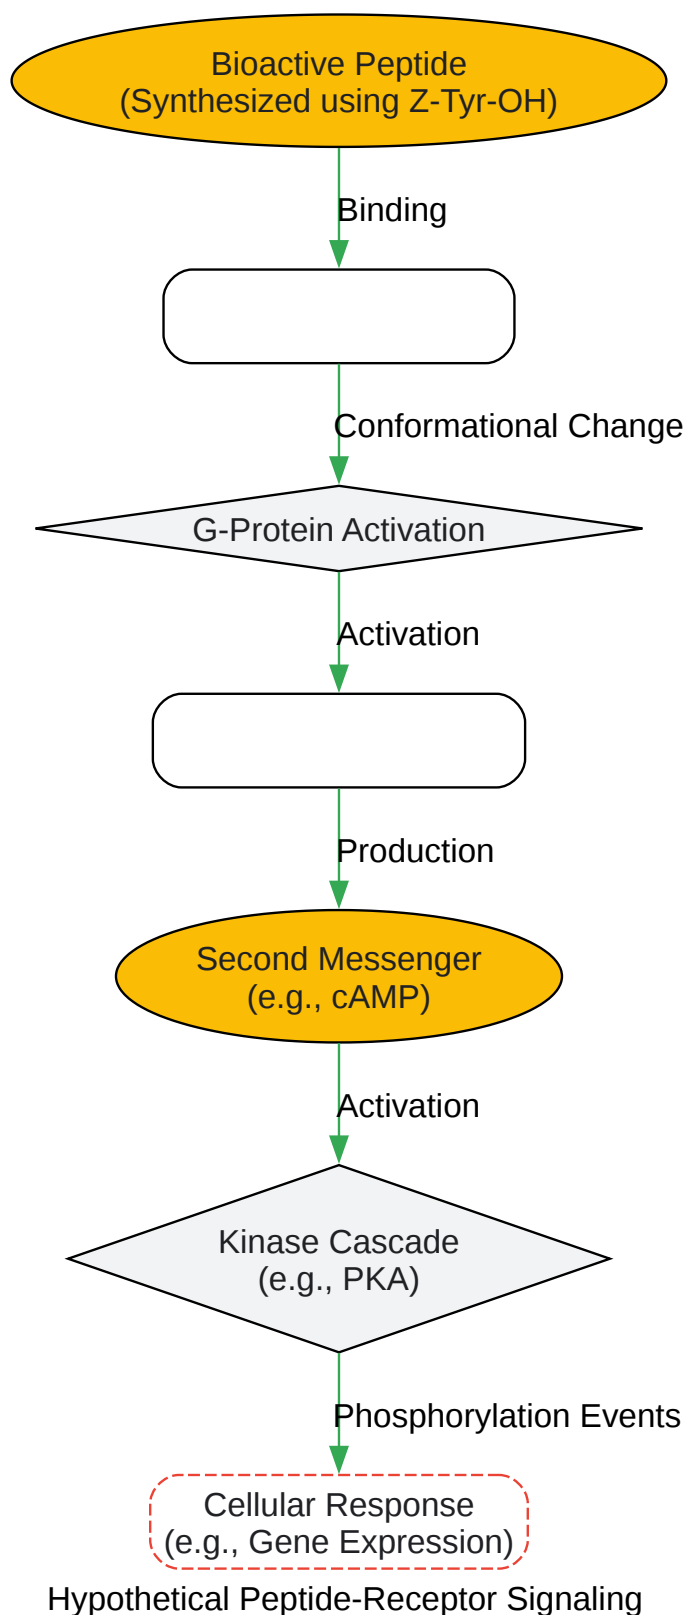 Bioactive Peptide
(Synthesized using Z-Tyr-OH)
Binding
Conformational Change
G-Protein Activation
Activation
Production
Second Messenger
(e.g., cAMP)
Activation
Kinase Cascade
(e.g., PKA)
Phosphorylation Events
Cellular Response
(e.g., Gene Expression)
Hypothetical Peptide-Receptor Signaling